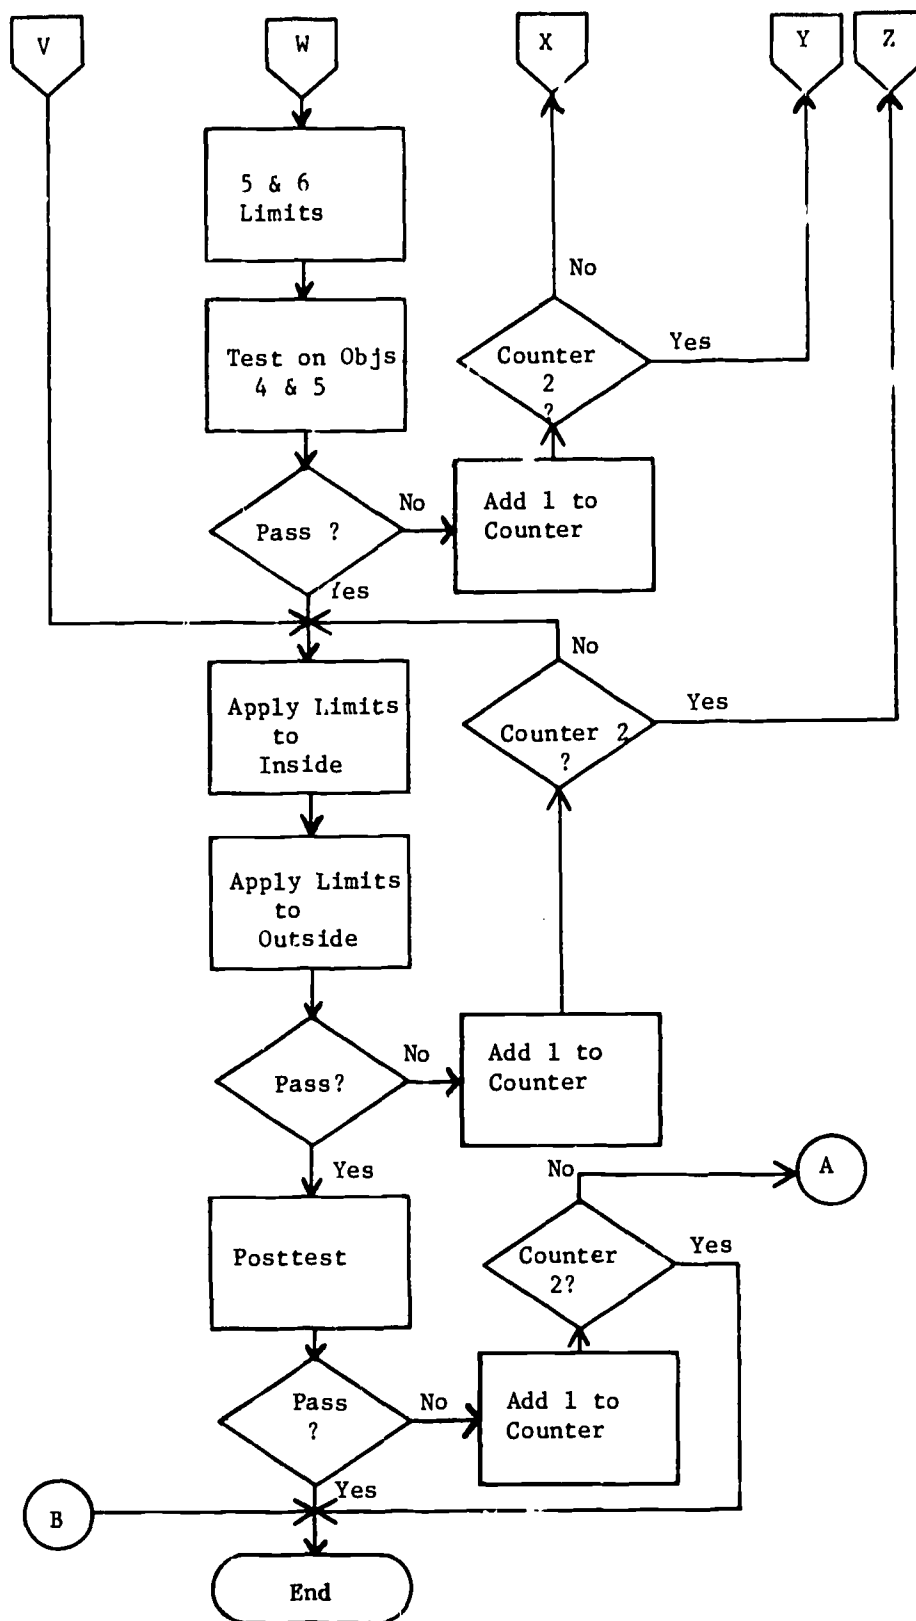 V
W
X
Y
Z
5 & 6
Limits
No
Test on Objs
4 & 5
Counter
2
?
Yes
Pass ?
No
Add 1 to
Counter
Yes
No
Apply Limits
to
Inside
Counter 2
?
Yes
Apply Limits
to
Outside
Pass?
No
Add 1 to
Counter
Yes
No
A
Posttest
Counter
2?
Yes
Pass
?
No
Add 1 to
Counter
Yes
B
End